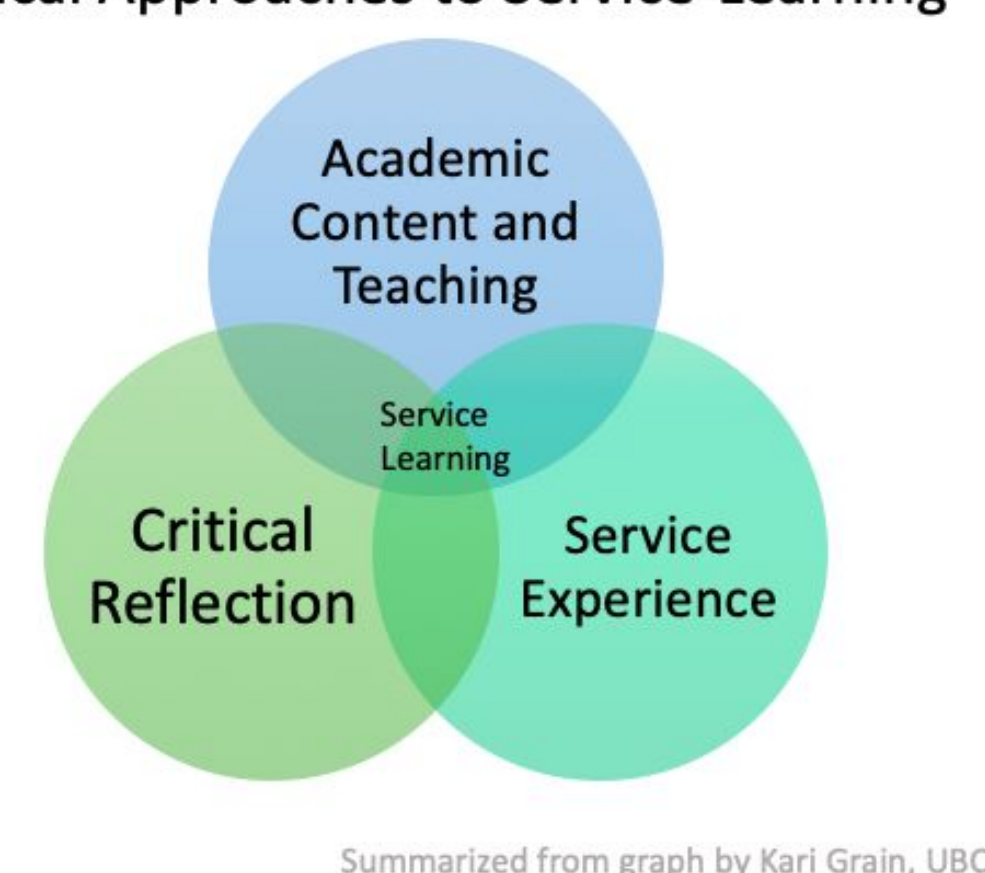 Approaches to Service-Learning
Academic
Content and
Teaching
Service
Learning
Critical
Reflection
Service
Experience
Summarized from graph by Kari Grain, UBC